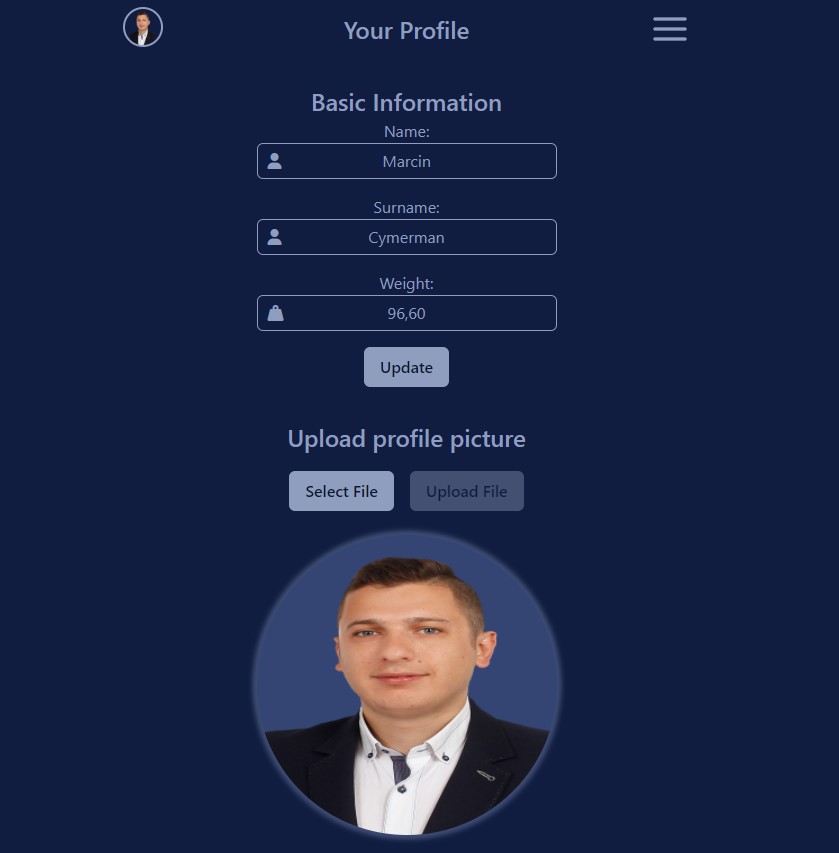 Your Profile
Basic Information
Name:
Marcin
Surname:
Cymerman
Weight:
96,60
Update
Upload profile picture
Select File Upload File